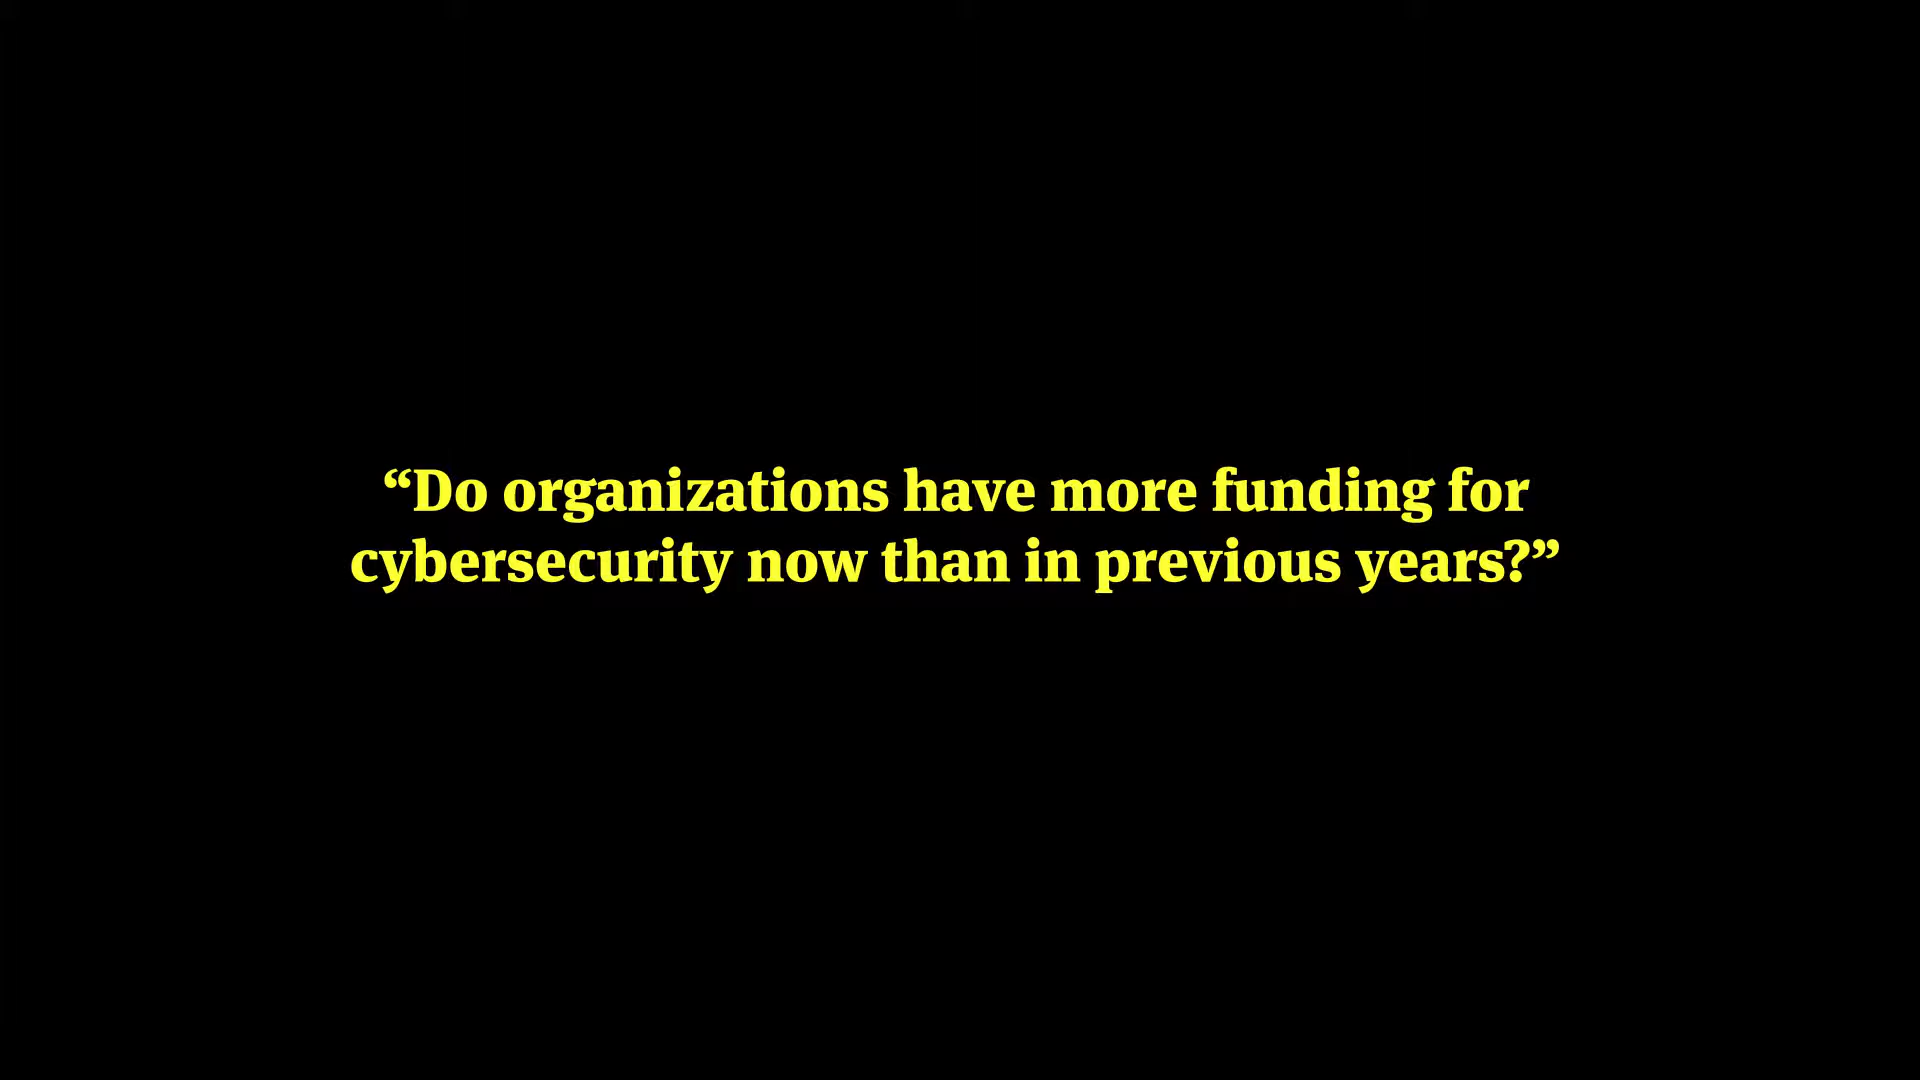 “Do organizations have more funding for
cybersecurity now than in previous years?”